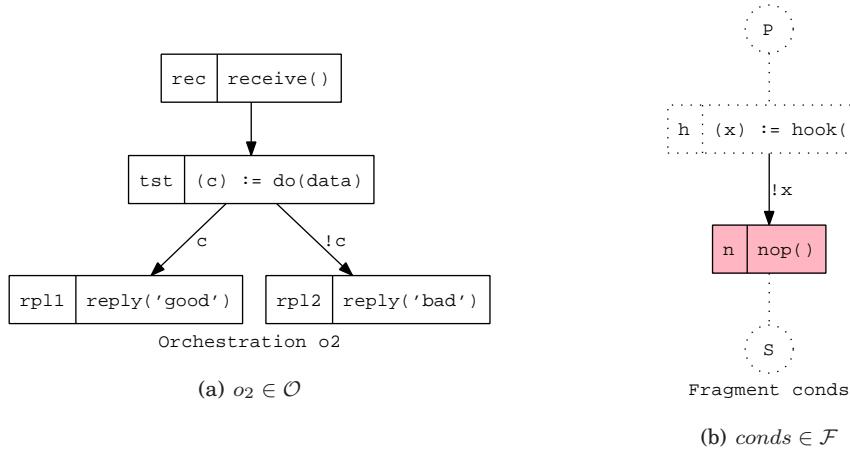 rec receive()
tst (c) := do(data)
c !c
rpl1 reply('good') rpl2 reply('bad')
Orchestration o2
(a) o₂ ∈ 𝒪
P
h (x) := hook(
!x
n nop()
S
Fragment conds
(b) conds ∈ ℱ